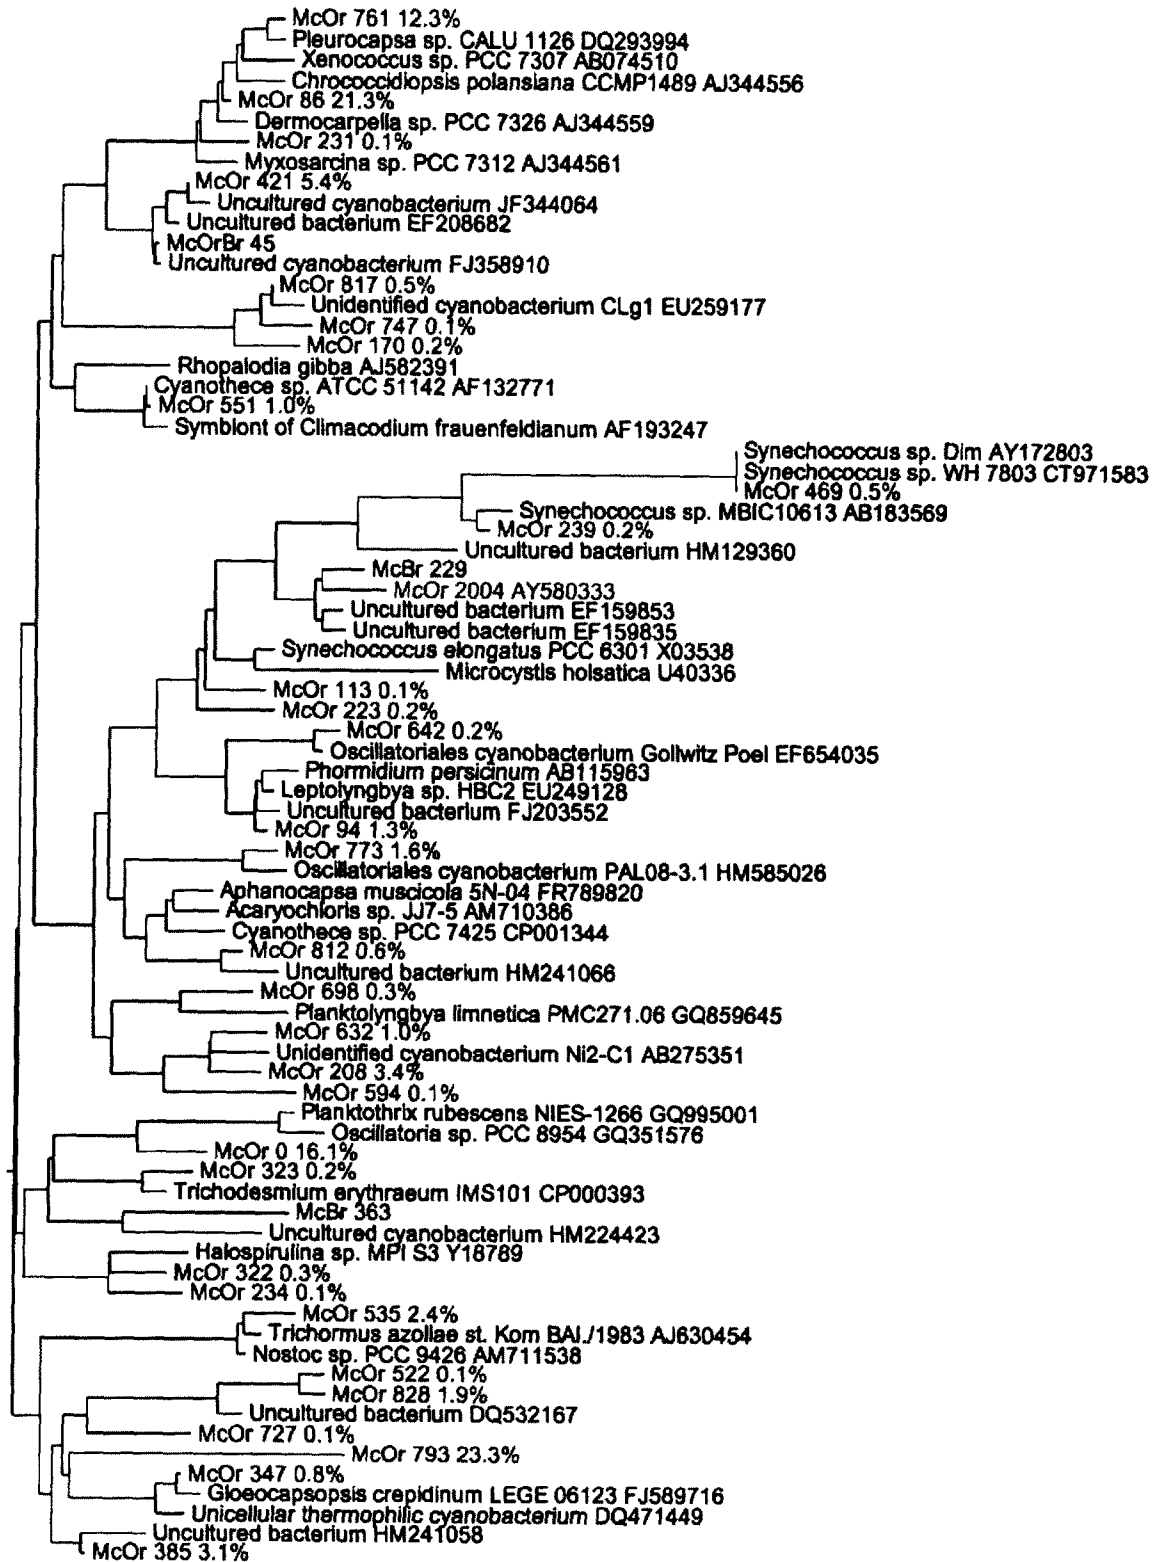 McOr 761 12.3%
Pleurocapsa sp. CALU 1126 DQ293994
Xenococcus sp. PCC 7307 AB074510
Chrococcidiopsis polansiana CCMP1489 AJ344556
McOr 86 21.3%
Dermocarpella sp. PCC 7326 AJ344559
McOr 231 0.1%
Myxosarcina sp. PCC 7312 AJ344561
McOr 421 5.4%
Uncultured cyanobacterium JF344064
Uncultured bacterium EF208682
McOrBr 45
Uncultured cyanobacterium FJ358910
McOr 817 0.5%
Unidentified cyanobacterium CLg1 EU259177
McOr 747 0.1%
McOr 170 0.2%
Rhopalodia gibba AJ582391
Cyanothece sp. ATCC 51142 AF132771
McOr 551 1.0%
Symbiont of Climacodium frauenfeldianum AF193247
Synechococcus sp. Dim AY172803
Synechococcus sp. WH 7803 CT971583
McOr 469 0.5%
Synechococcus sp. MBIC10613 AB183569
McOr 239 0.2%
Uncultured bacterium HM129360
McBr 229
McOr 2004 AY580333
Uncultured bacterium EF159853
Uncultured bacterium EF159835
Synechococcus elongatus PCC 6301 X03538
Microcystis holsatica U40336
McOr 113 0.1%
McOr 223 0.2%
McOr 642 0.2%
Oscillatoriales cyanobacterium Gollwitz Poel EF654035
Phormidium persicinum AB115963
Leptolyngbya sp. HBC2 EU249128
Uncultured bacterium FJ203552
McOr 94 1.3%
McOr 773 1.6%
Oscillatoriales cyanobacterium PAL08-3.1 HM585026
Aphanocapsa muscicola 5N-04 FR789820
Acaryochloris sp. JJ7-5 AM710386
Cyanothece sp. PCC 7425 CP001344
McOr 812 0.6%
Uncultured bacterium HM241066
McOr 698 0.3%
Planktolyngbya limnetica PMC271.06 GQ859645
McOr 632 1.0%
Unidentified cyanobacterium Ni2-C1 AB275351
McOr 208 3.4%
McOr 594 0.1%
Planktothrix rubescens NIES-1266 GQ995001
Oscillatoria sp. PCC 8954 GQ351576
McOr 0 16.1%
McOr 323 0.2%
Trichodesmium erythraeum IMS101 CP000393
McBr 363
Uncultured cyanobacterium HM224423
Halospirulina sp. MPI S3 Y18789
McOr 322 0.3%
McOr 234 0.1%
McOr 535 2.4%
Trichormus azollae st. Kom BAI./1983 AJ630454
Nostoc sp. PCC 9426 AM711538
McOr 522 0.1%
McOr 828 1.9%
Uncultured bacterium DQ532167
McOr 727 0.1%
McOr 793 23.3%
McOr 347 0.8%
Gloeocapsopsis crepidinum LEGE 06123 FJ589716
Unicellular thermophilic cyanobacterium DQ471449
Uncultured bacterium HM241058
McOr 385 3.1%